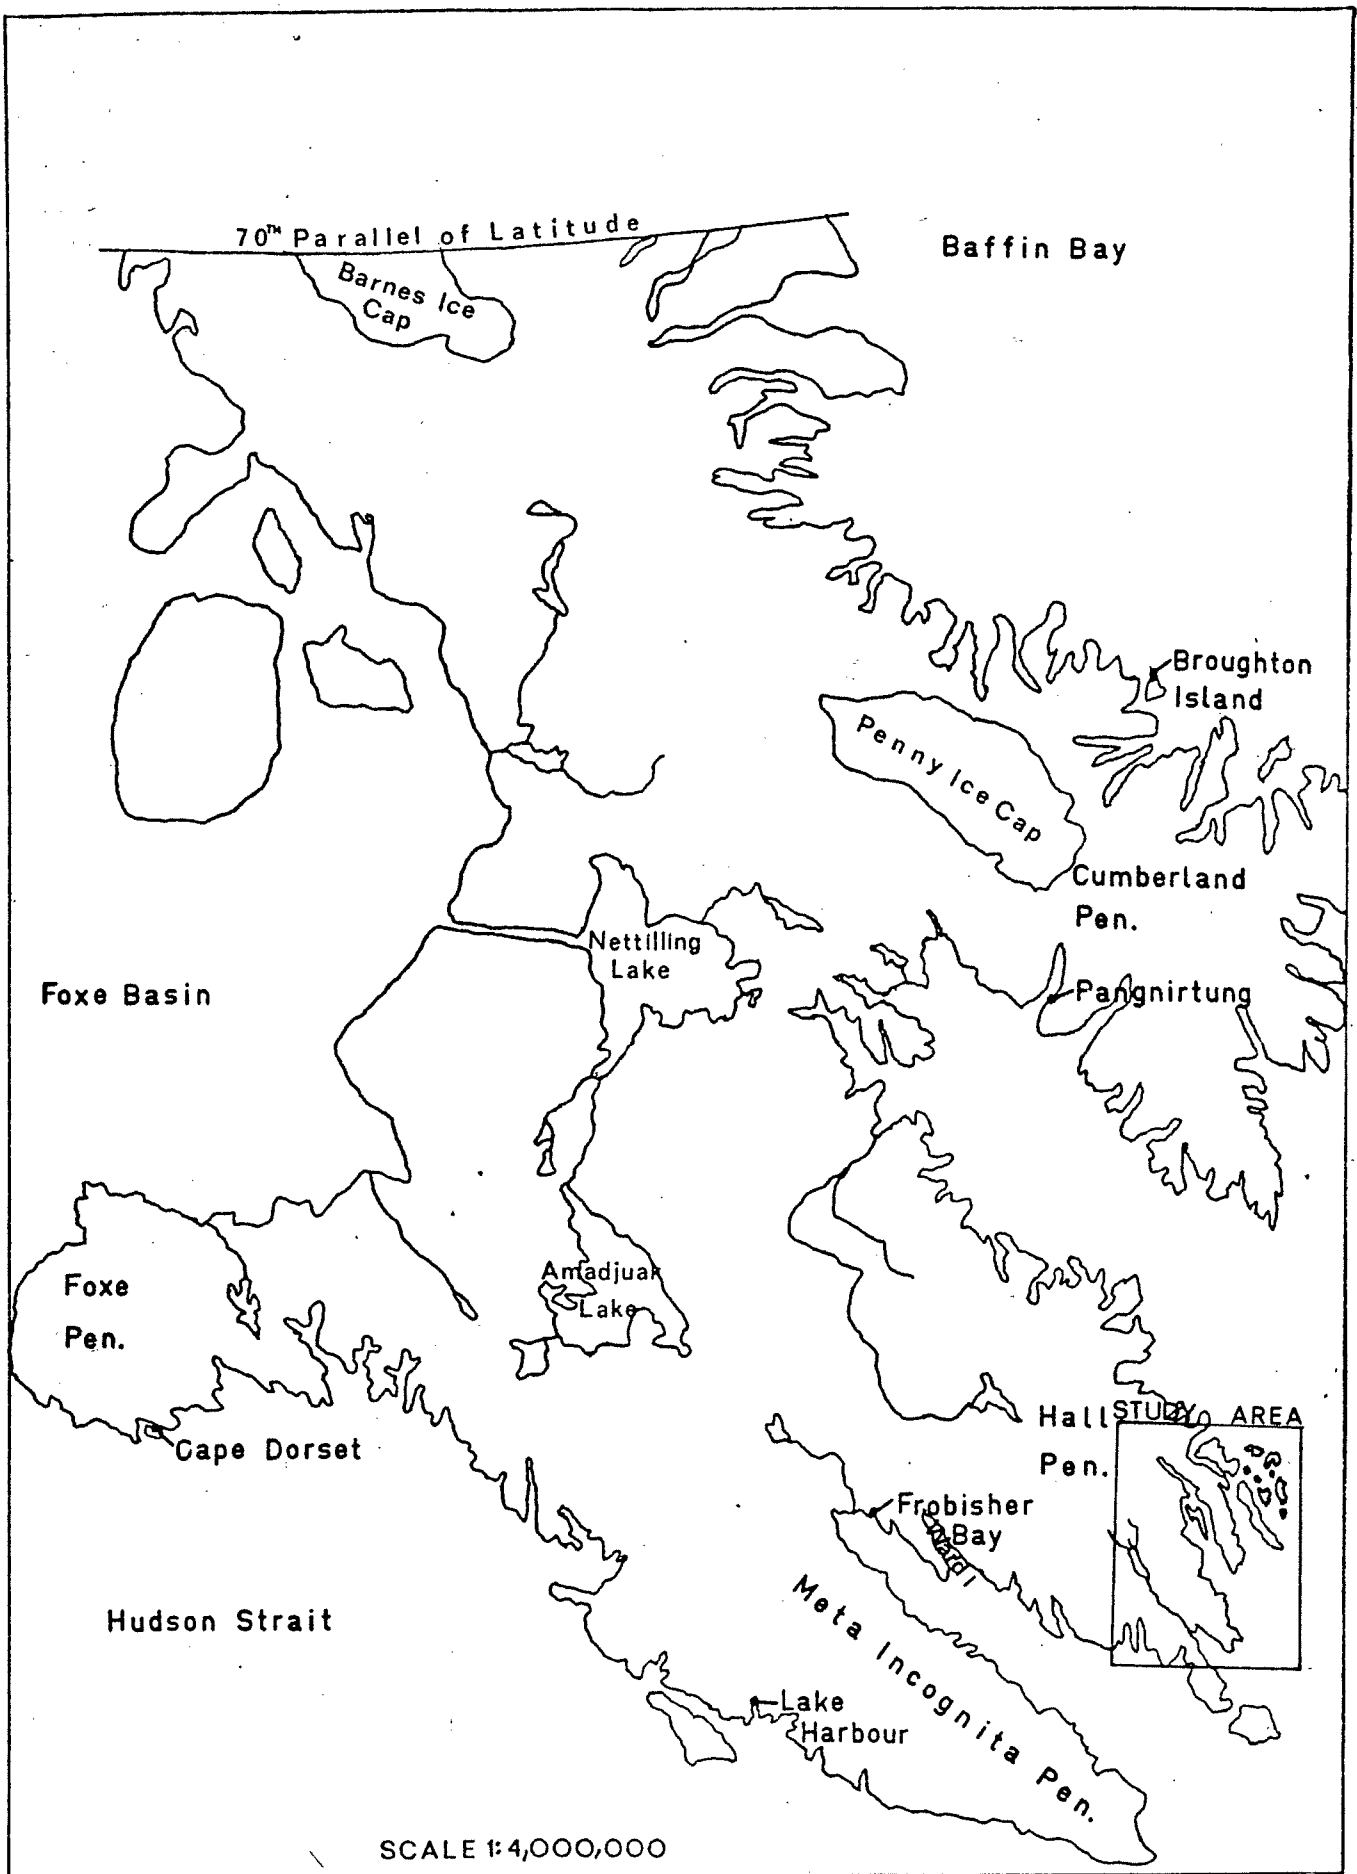 70TH Parallel of Latitude
Baffin Bay
Barnes Ice
Cap
Broughton
Island
Penny Ice Cap
Cumberland
Pen.
Nettilling
Lake
Foxe Basin
Pangnirtung
Foxe
Pen.
Amadjuak
Lake
Hall
Pen.
STUDY AREA
Cape Dorset
Frobisher
Bay
Ward I
Hudson Strait
Meta Incognita Pen.
Lake
Harbour
SCALE 1:4,000,000